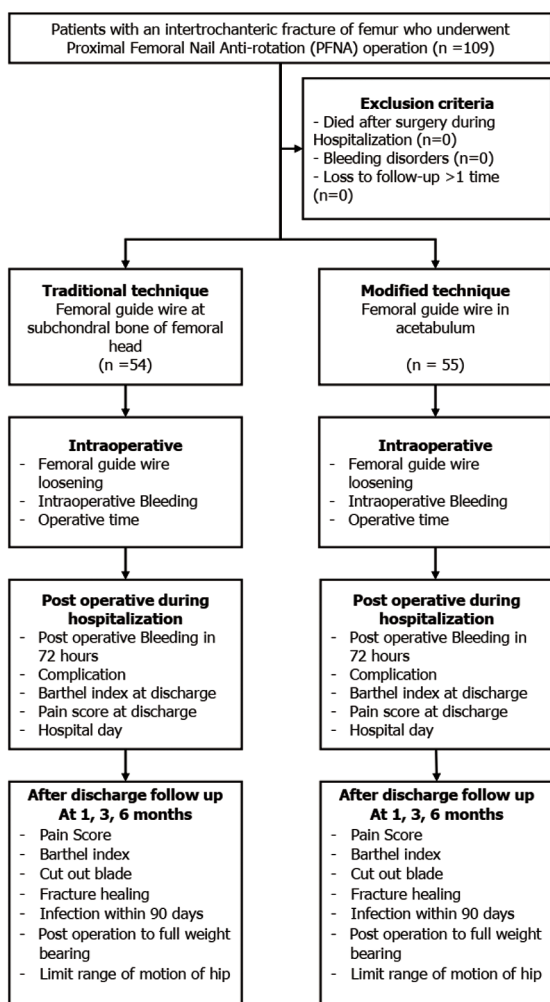 Patients with an intertrochanteric fracture of femur who underwent
Proximal Femoral Nail Anti-rotation (PFNA) operation (n =109)
Exclusion criteria
- Died after surgery during
Hospitalization (n=0)
- Bleeding disorders (n=0)
- Loss to follow-up >1 time
(n=0)
Traditional technique
Femoral guide wire at
subchondral bone of femoral
head
(n =54)
Modified technique
Femoral guide wire in
acetabulum
(n = 55)
Intraoperative
- Femoral guide wire
loosening
- Intraoperative Bleeding
- Operative time
Intraoperative
- Femoral guide wire
loosening
- Intraoperative Bleeding
- Operative time
Post operative during
hospitalization
- Post operative Bleeding in
72 hours
- Complication
- Barthel index at discharge
- Pain score at discharge
- Hospital day
Post operative during
hospitalization
- Post operative Bleeding in
72 hours
- Complication
- Barthel index at discharge
- Pain score at discharge
- Hospital day
After discharge follow up
At 1, 3, 6 months
- Pain Score
- Barthel index
- Cut out blade
- Fracture healing
- Infection within 90 days
- Post operation to full weight
bearing
- Limit range of motion of hip
After discharge follow up
At 1, 3, 6 months
- Pain Score
- Barthel index
- Cut out blade
- Fracture healing
- Infection within 90 days
- Post operation to full weight
bearing
- Limit range of motion of hip